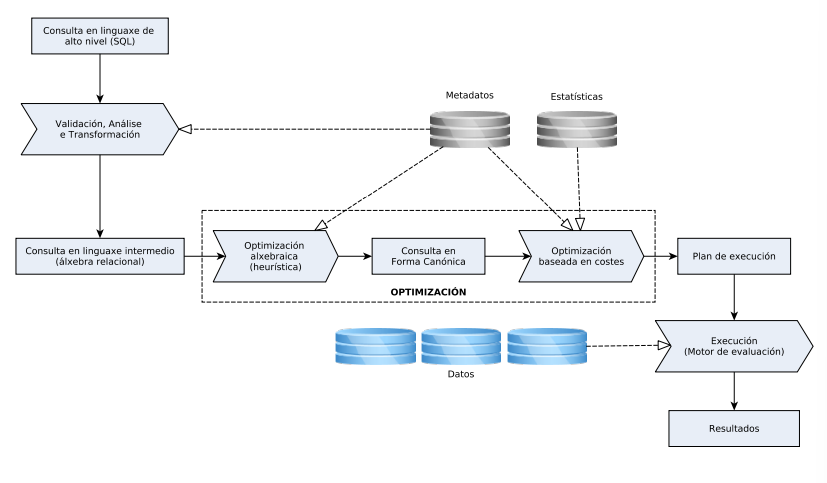 Consulta en linguaxe de
alto nivel (SQL)
Metadatos
Estatísticas
Validación, Análise
e Transformación
Consulta en linguaxe intermedio
(álxebra relacional)
Optimización
alxebraica
(heurística)
Consulta en
Forma Canónica
Optimización
baseada en costes
Plan de execución
OPTIMIZACIÓN
Execución
(Motor de evaluación)
Datos
Resultados